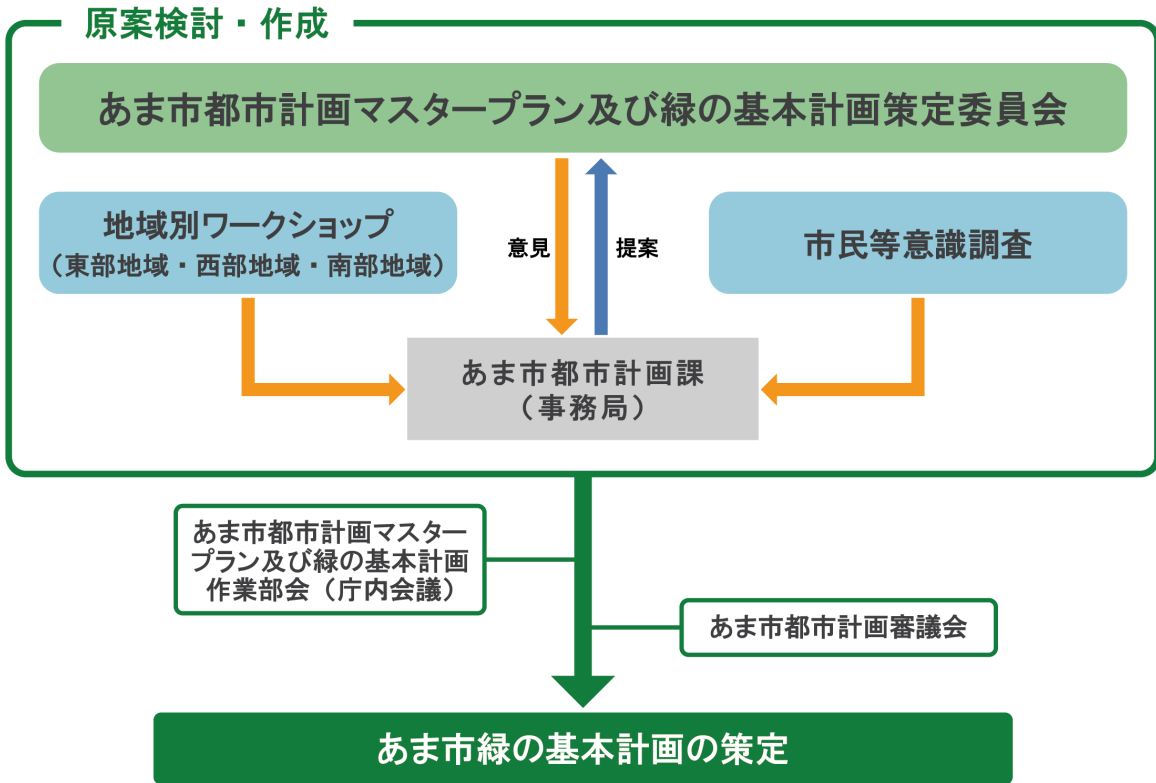 原案検討・作成
あま市都市計画マスタープラン及び緑の基本計画策定委員会
地域別ワークショップ
（東部地域・西部地域・南部地域）
意見
提案
市民等意識調査
あま市都市計画課
（事務局）
あま市都市計画マスター
プラン及び緑の基本計画
作業部会（庁内会議）
あま市都市計画審議会
あま市緑の基本計画の策定